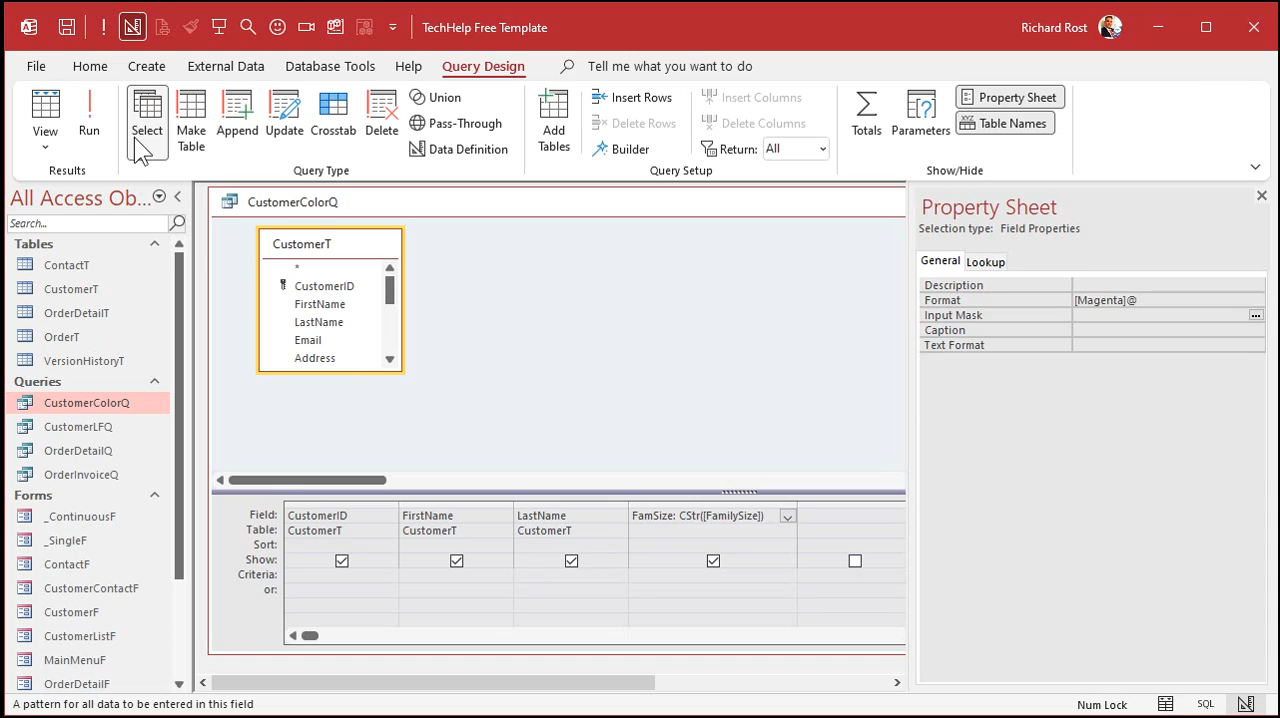 TechHelp Free Template
Richard Rost
File Home Create External Data Database Tools Help Query Design Tell me what you want to do
View
Run
Results
Select
Make Table
Append
Update
Crosstab
Delete
Union
Pass-Through
Data Definition
Query Type
Add Tables
Insert Rows
Delete Rows
Builder
Insert Columns
Delete Columns
Return: All
Query Setup
Totals
Parameters
Property Sheet
Table Names
Show/Hide
All Access Ob...
Search...
Tables
ContactT
CustomerT
OrderDetailT
OrderT
VersionHistoryT
Queries
CustomerColorQ
CustomerLFQ
OrderDetailQ
OrderInvoiceQ
Forms
_ContinuousF
_SingleF
ContactF
CustomerContactF
CustomerF
CustomerListF
MainMenuF
OrderDetailF
CustomerColorQ
CustomerT
*
CustomerID
FirstName
LastName
Email
Address
Field: CustomerID FirstName LastName FamSize: CStr([FamilySize])
Table: CustomerT CustomerT CustomerT
Sort:
Show:
Criteria:
or:
Property Sheet
Selection type: Field Properties
General Lookup
Description
Format [Magenta]@
Input Mask
Caption
Text Format
A pattern for all data to be entered in this field
Num Lock
SQL